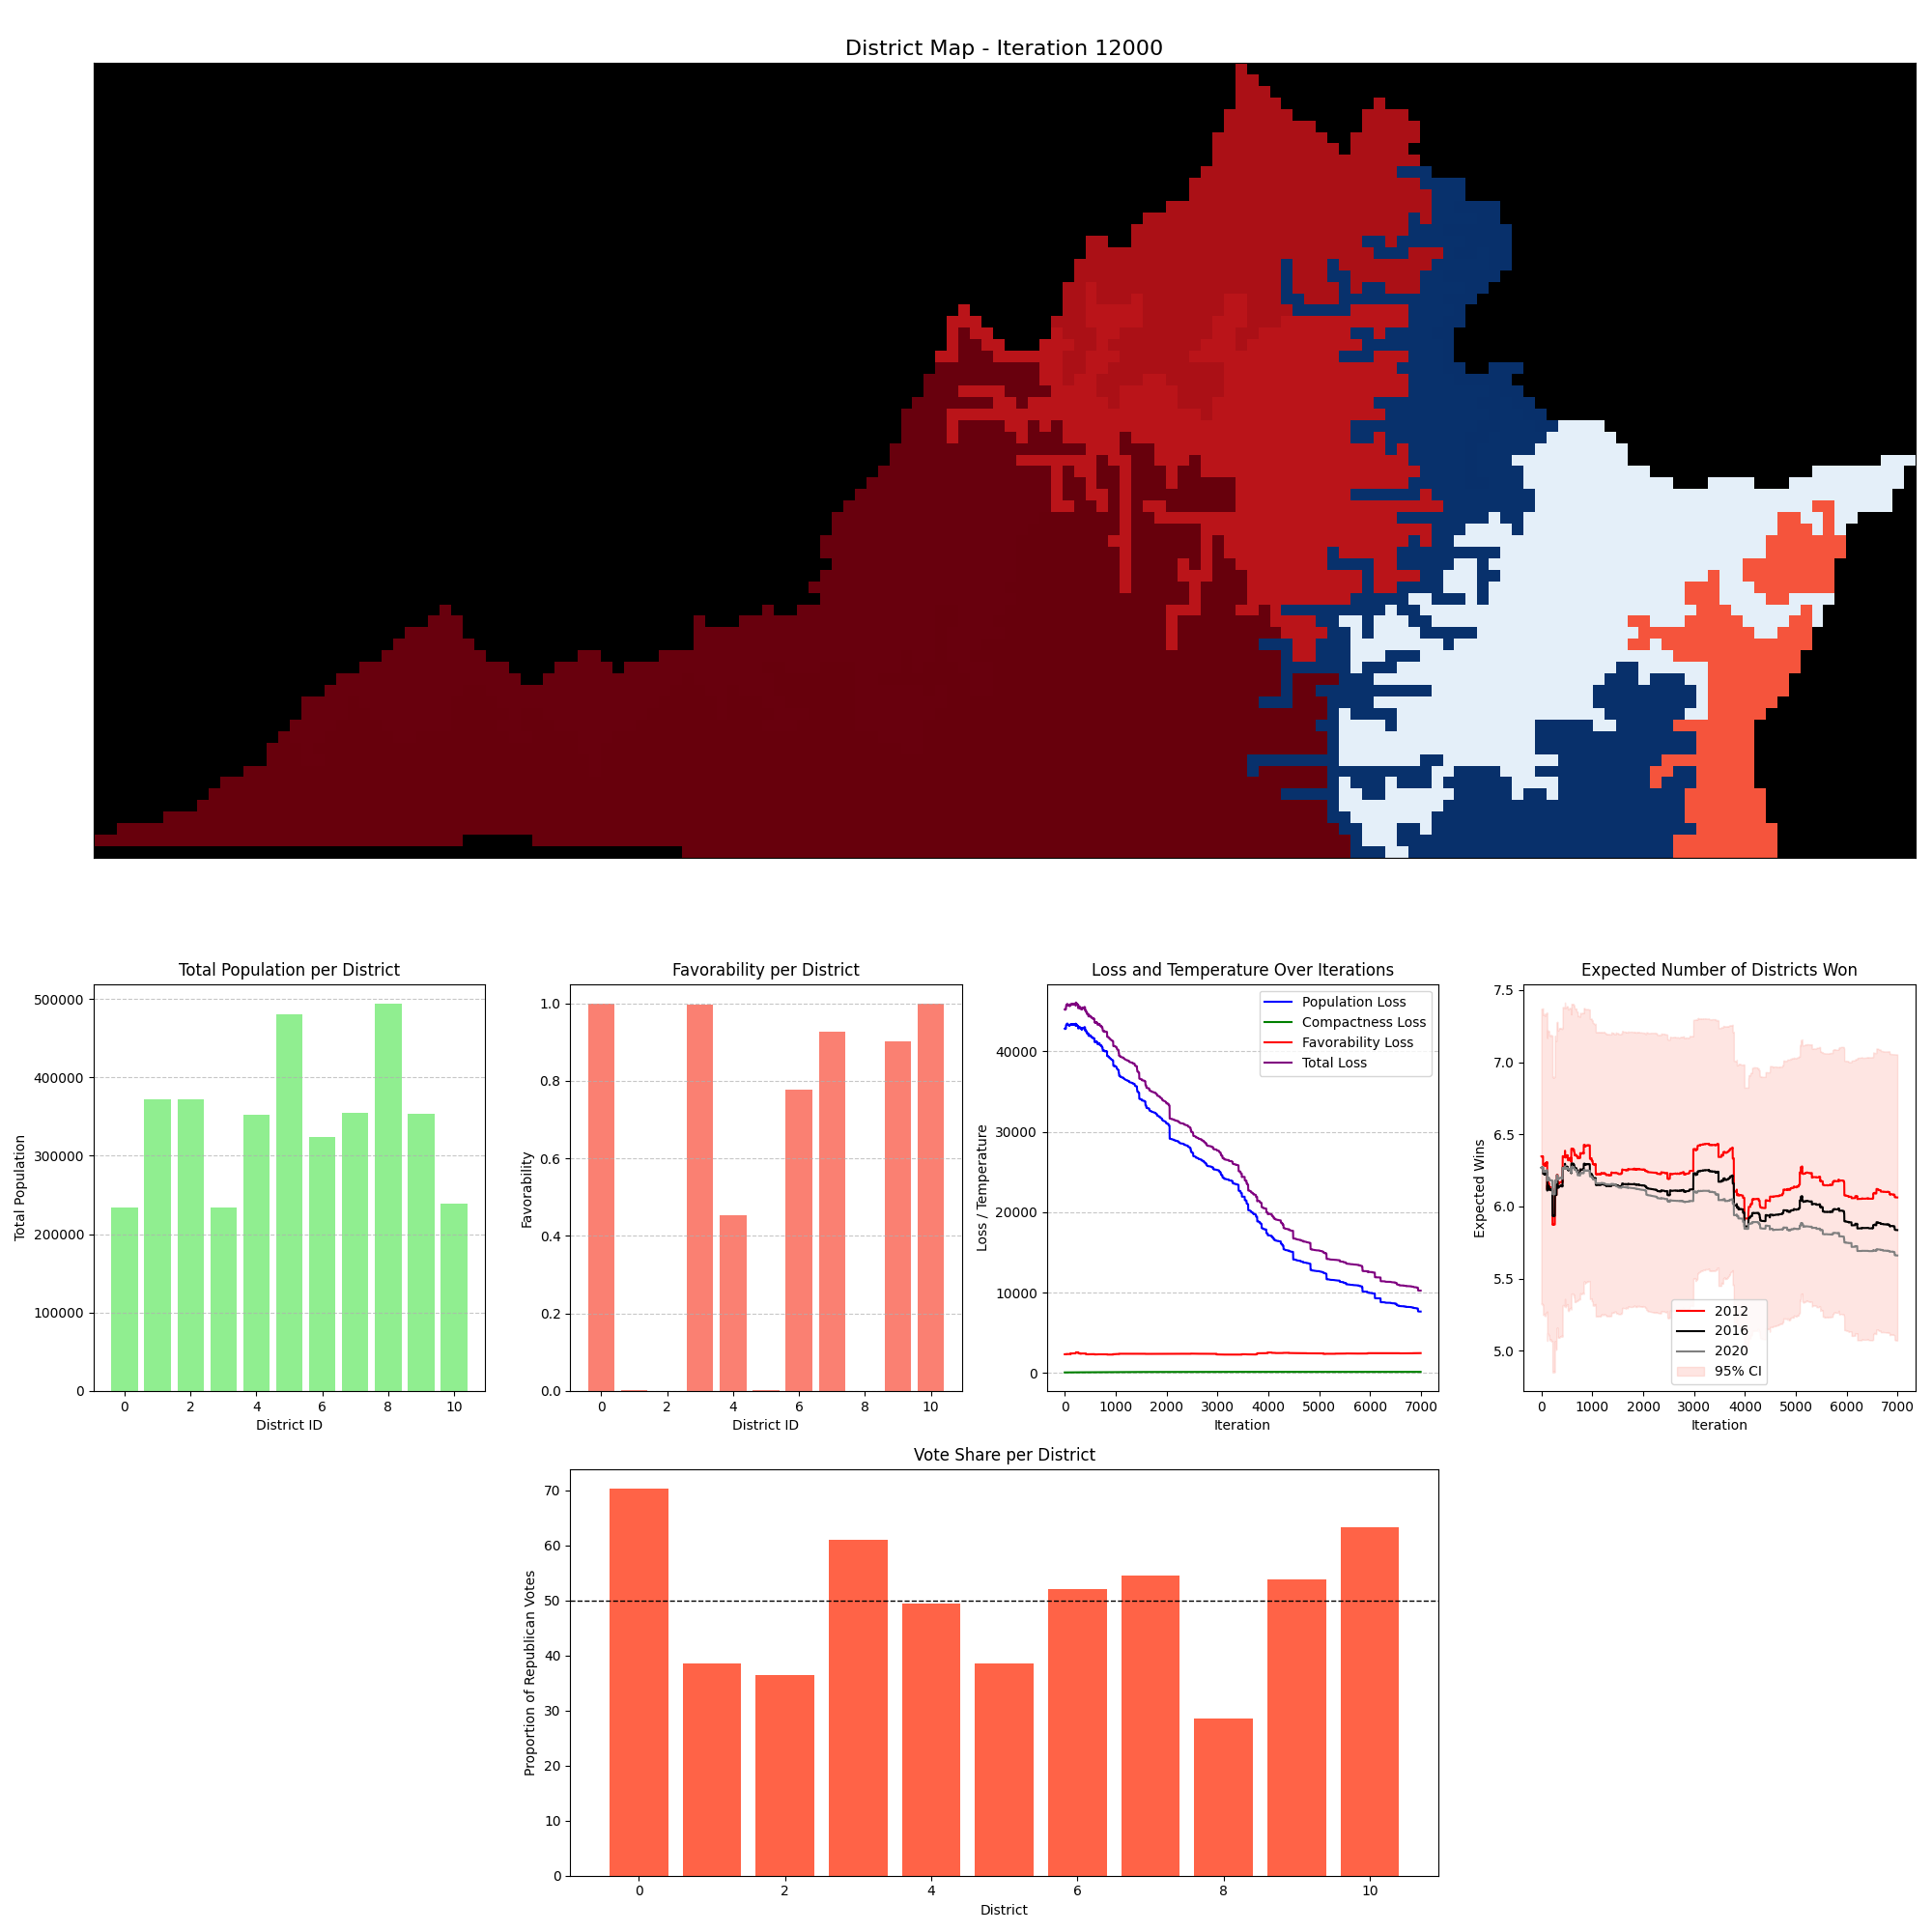 District Map - Iteration 12000
Total Population per District
Total Population
500000
400000
300000
200000
100000
0
0 2 4 6 8 10
District ID
Favorability per District
Favorability
1.0
0.8
0.6
0.4
0.2
0.0
0 2 4 6 8 10
District ID
Loss and Temperature Over Iterations
Loss / Temperature
40000
30000
20000
10000
0
Population Loss
Compactness Loss
Favorability Loss
Total Loss
0 1000 2000 3000 4000 5000 6000 7000
Iteration
Expected Number of Districts Won
Expected Wins
7.5
7.0
6.5
6.0
5.5
5.0
2012
2016
2020
95% CI
0 1000 2000 3000 4000 5000 6000 7000
Iteration
Vote Share per District
Proportion of Republican Votes
70
60
50
40
30
20
10
0
0 2 4 6 8 10
District